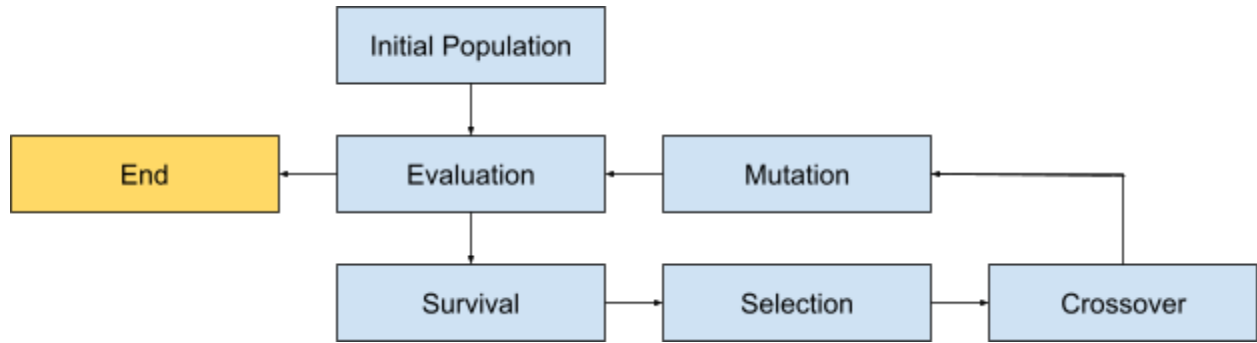 Initial Population
End
Evaluation
Mutation
Survival
Selection
Crossover